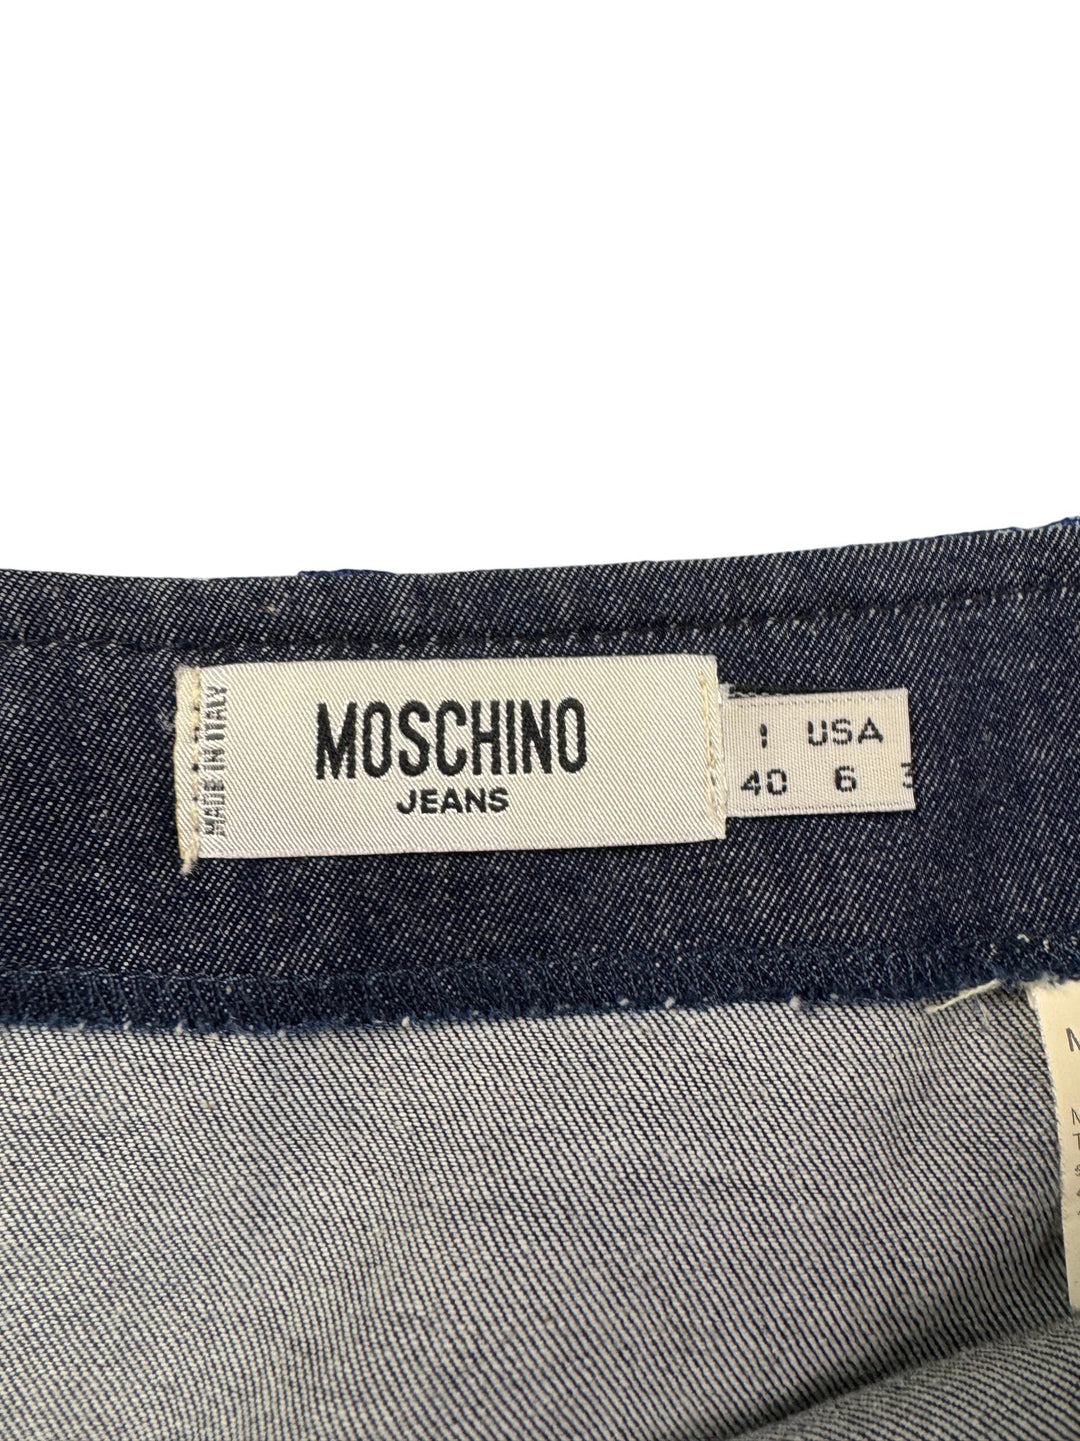 MADE IN ITALY
MOSCHINO
JEANS
I USA
40 6